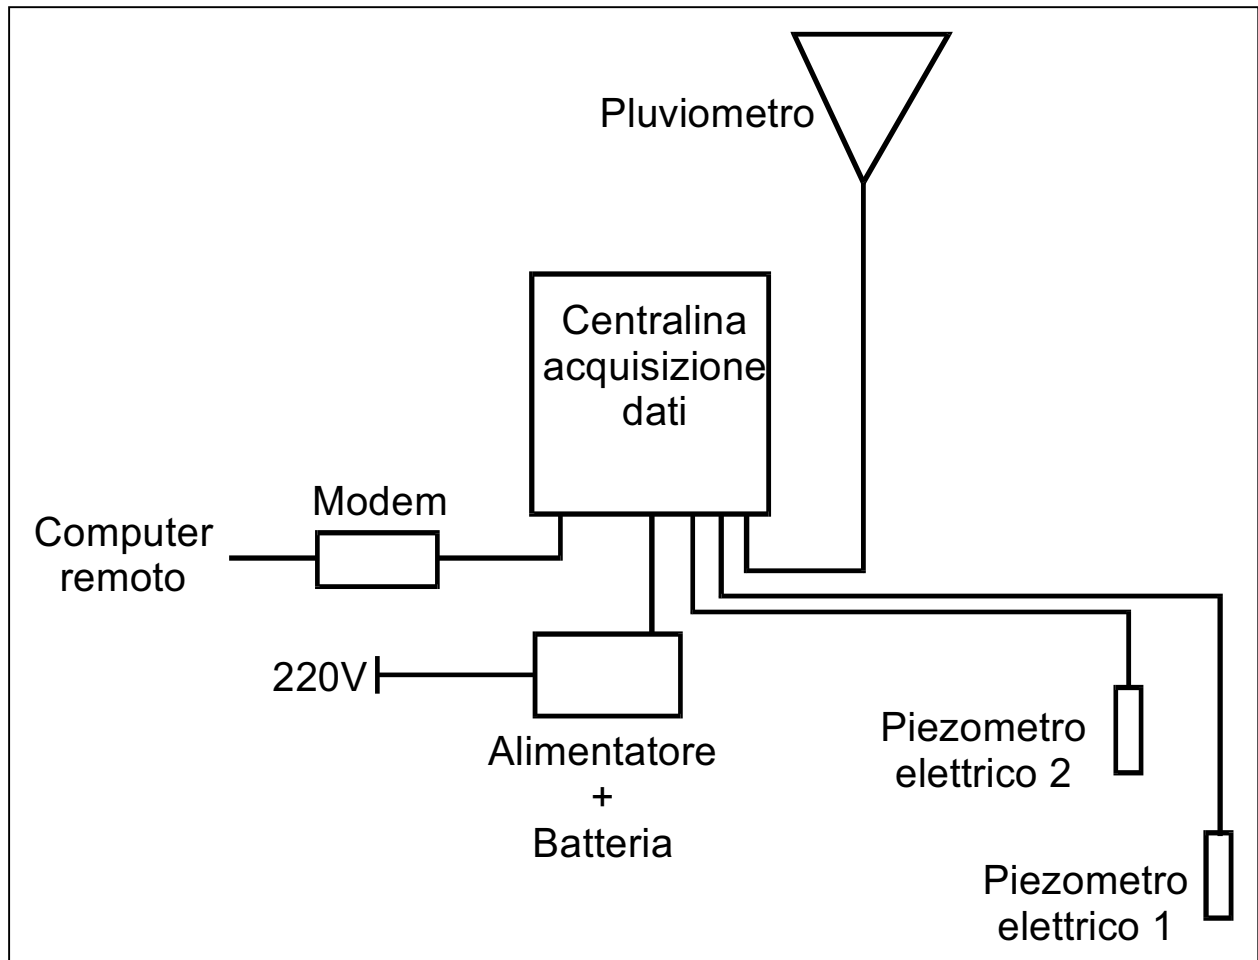 Pluviometro
Centralina
acquisizione
dati
Modem
Computer
remoto
220V
Alimentatore
+
Batteria
Piezometro
elettrico 2
Piezometro
elettrico 1